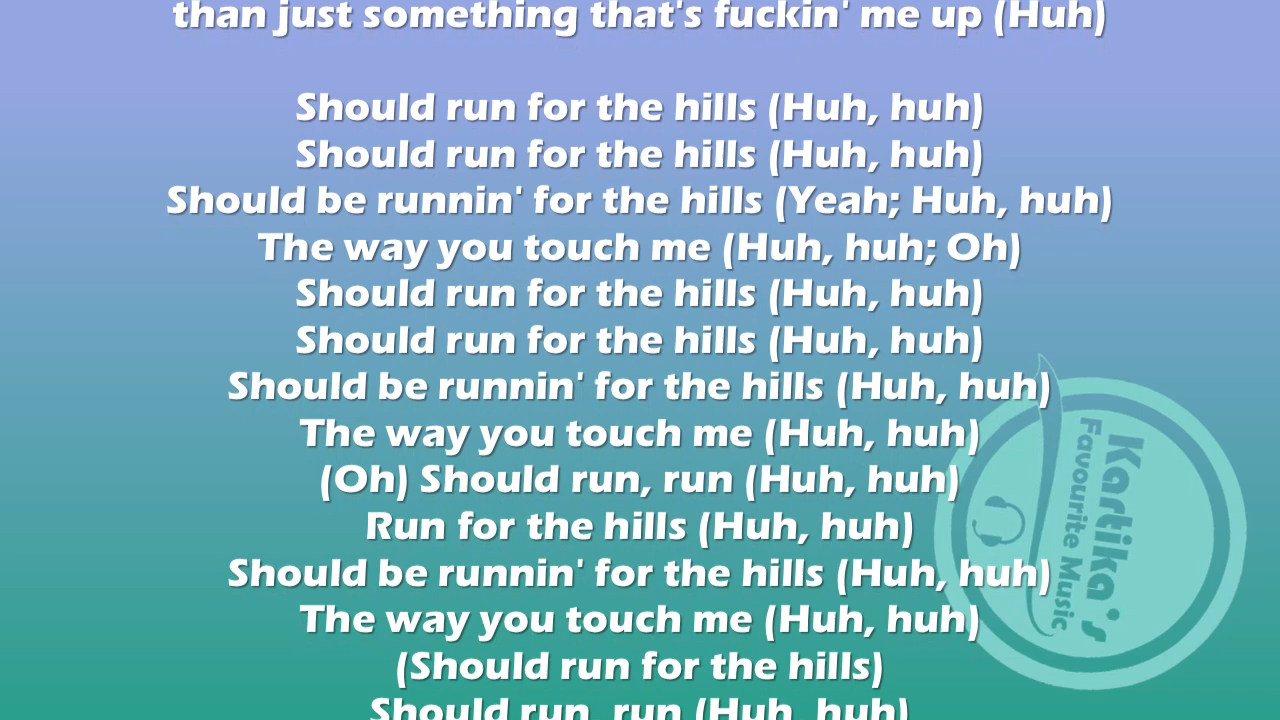 than just something that's fuckin' me up (Huh)
Should run for the hills (Huh, huh)
Should run for the hills (Huh, huh)
Should be runnin' for the hills (Yeah; Huh, huh)
The way you touch me (Huh, huh; Oh)
Should run for the hills (Huh, huh)
Should run for the hills (Huh, huh)
Should be runnin' for the hills (Huh, huh)
The way you touch me (Huh, huh)
(Oh) Should run, run (Huh, huh)
Run for the hills (Huh, huh)
Should be runnin' for the hills (Huh, huh)
The way you touch me (Huh, huh)
(Should run for the hills)
Should run, run (Huh, huh)
Kartika's
Favourite Music